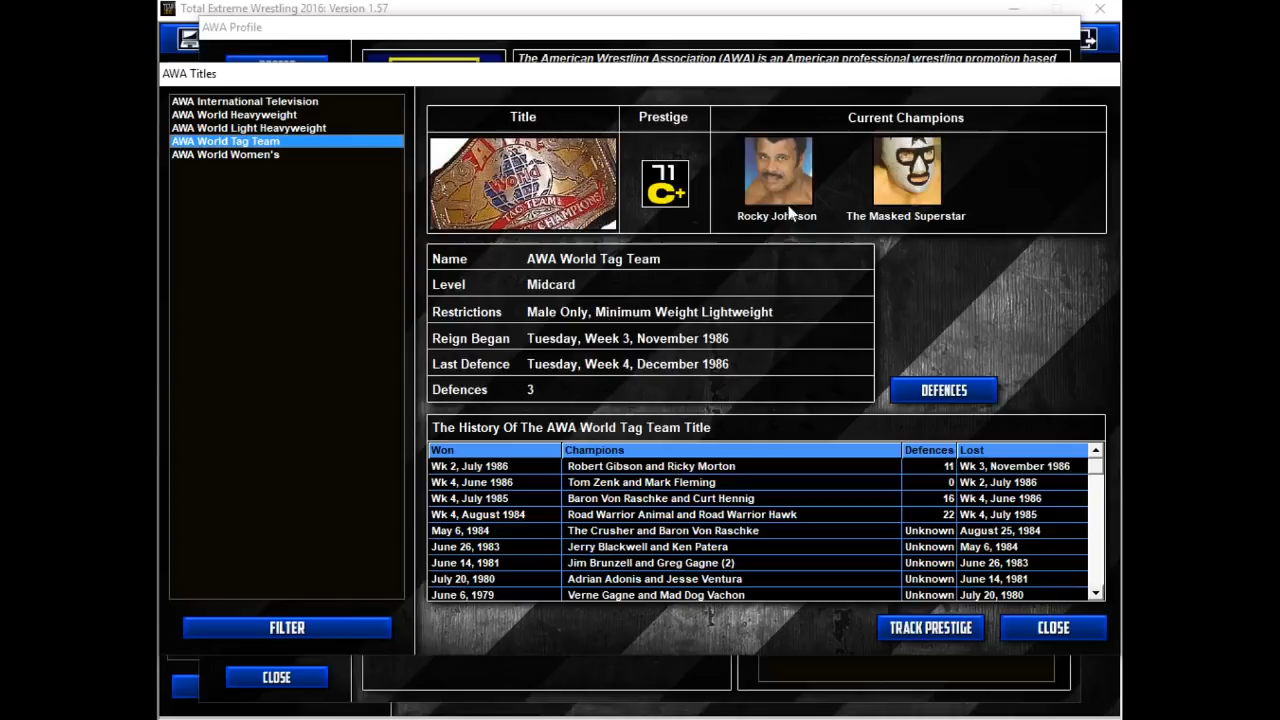 Total Extreme Wrestling 2016: Version 1.57
AWA Profile
The American Wrestling Association (AWA) is an American professional wrestling promotion based
AWA Titles
AWA International Television
AWA World Heavyweight
AWA World Light Heavyweight
AWA World Tag Team
AWA World Women's
Title
Prestige
Current Champions
World
TAG TEAM
CHAMPIONS
71
C+
Rocky Johnson
The Masked Superstar
Name AWA World Tag Team
Level Midcard
Restrictions Male Only, Minimum Weight Lightweight
Reign Began Tuesday, Week 3, November 1986
Last Defence Tuesday, Week 4, December 1986
Defences 3
DEFENCES
The History Of The AWA World Tag Team Title
Won Champions Defences Lost
Wk 2, July 1986 Robert Gibson and Ricky Morton 11 Wk 3, November 1986
Wk 4, June 1986 Tom Zenk and Mark Fleming 0 Wk 2, July 1986
Wk 4, July 1985 Baron Von Raschke and Curt Hennig 16 Wk 4, June 1986
Wk 4, August 1984 Road Warrior Animal and Road Warrior Hawk 22 Wk 4, July 1985
May 6, 1984 The Crusher and Baron Von Raschke Unknown August 25, 1984
June 26, 1983 Jerry Blackwell and Ken Patera Unknown May 6, 1984
June 14, 1981 Jim Brunzell and Greg Gagne (2) Unknown June 26, 1983
July 20, 1980 Adrian Adonis and Jesse Ventura Unknown June 14, 1981
June 6, 1979 Verne Gagne and Mad Dog Vachon Unknown July 20, 1980
FILTER
TRACK PRESTIGE
CLOSE
CLOSE